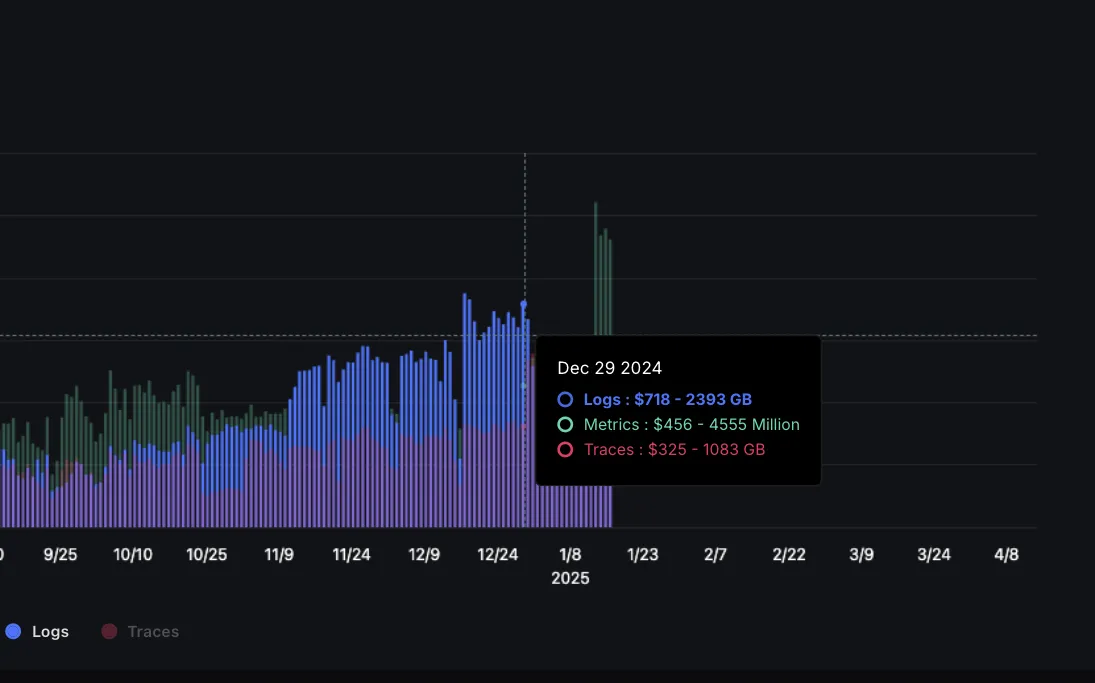 Dec 29 2024
Logs : $718 - 2393 GB
Metrics : $456 - 4555 Million
Traces : $325 - 1083 GB
0 9/25 10/10 10/25 11/9 11/24 12/9 12/24 1/8 1/23 2/7 2/22 3/9 3/24 4/8
2025
Logs Traces